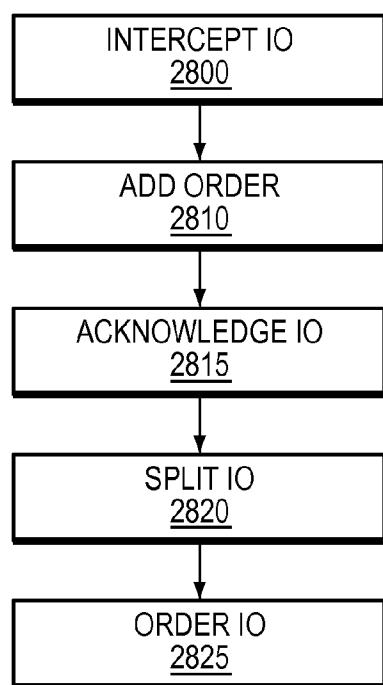 INTERCEPT IO
2800
ADD ORDER
2810
ACKNOWLEDGE IO
2815
SPLIT IO
2820
ORDER IO
2825